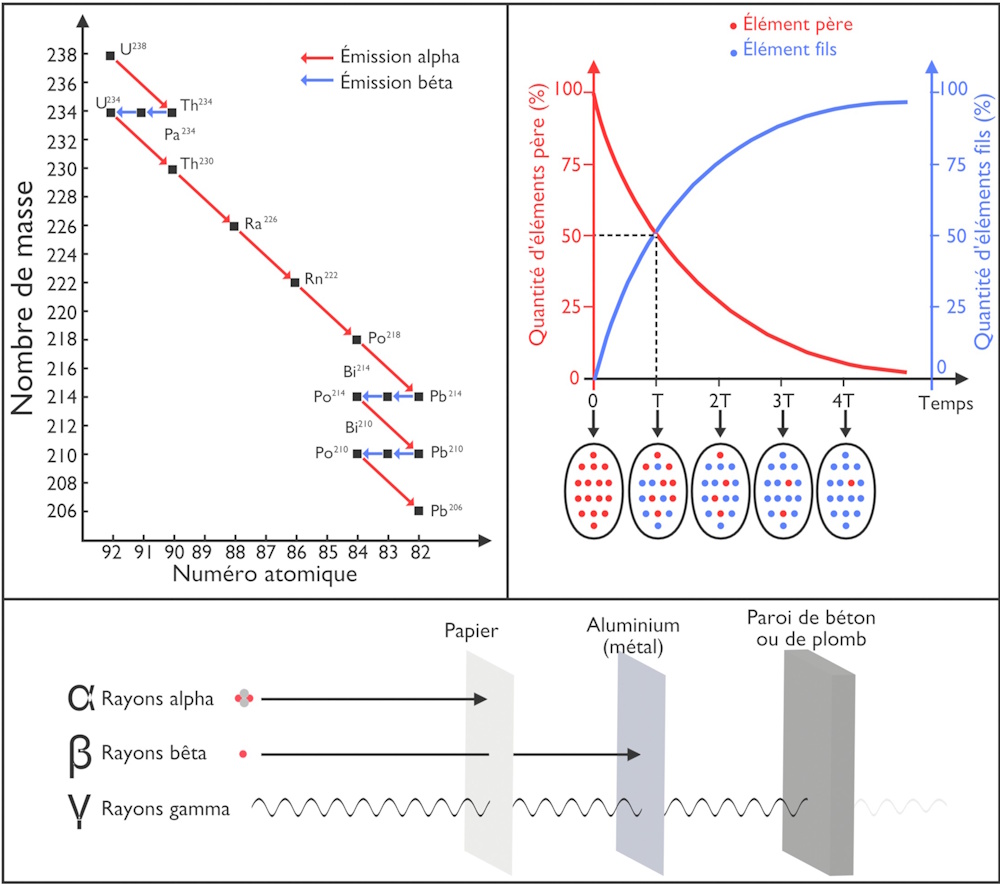 Émission alpha
Émission béta
Nombre de masse
238
236
234
232
230
228
226
224
222
220
218
216
214
212
210
208
206
U238
U234
Th234
Pa234
Th230
Ra226
Rn222
Po218
Bi214
Po214
Pb214
Bi210
Po210
Pb210
Pb206
92 91 90 89 88 87 86 85 84 83 82
Numéro atomique
Élément père
Élément fils
Quantité d'éléments père (%)
100
75
50
25
0
Quantité d'éléments fils (%)
100
75
50
25
0
0 T 2T 3T 4T
Temps
Papier
Aluminium
(métal)
Paroi de béton
ou de plomb
α Rayons alpha
β Rayons bêta
γ Rayons gamma